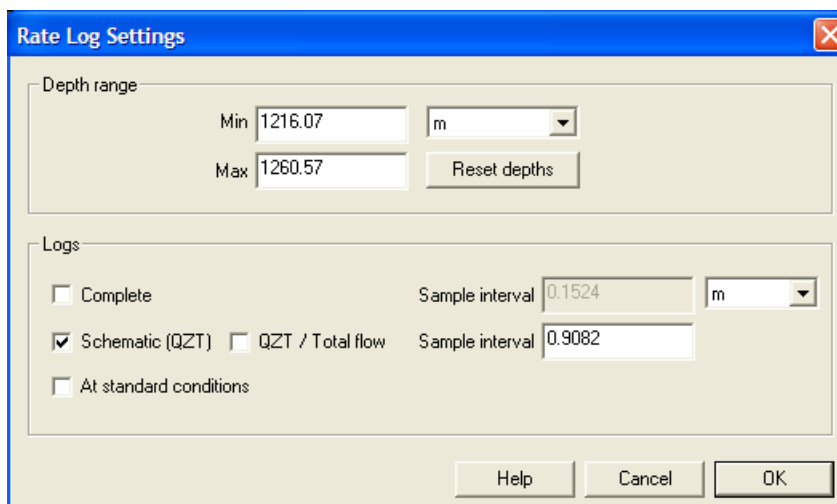 Rate Log Settings
Depth range
Min 1216.07 m
Max 1260.57 Reset depths
Logs
Complete Sample interval 0.1524 m
Schematic (QZT) QZT / Total flow Sample interval 0.9082
At standard conditions
Help Cancel OK